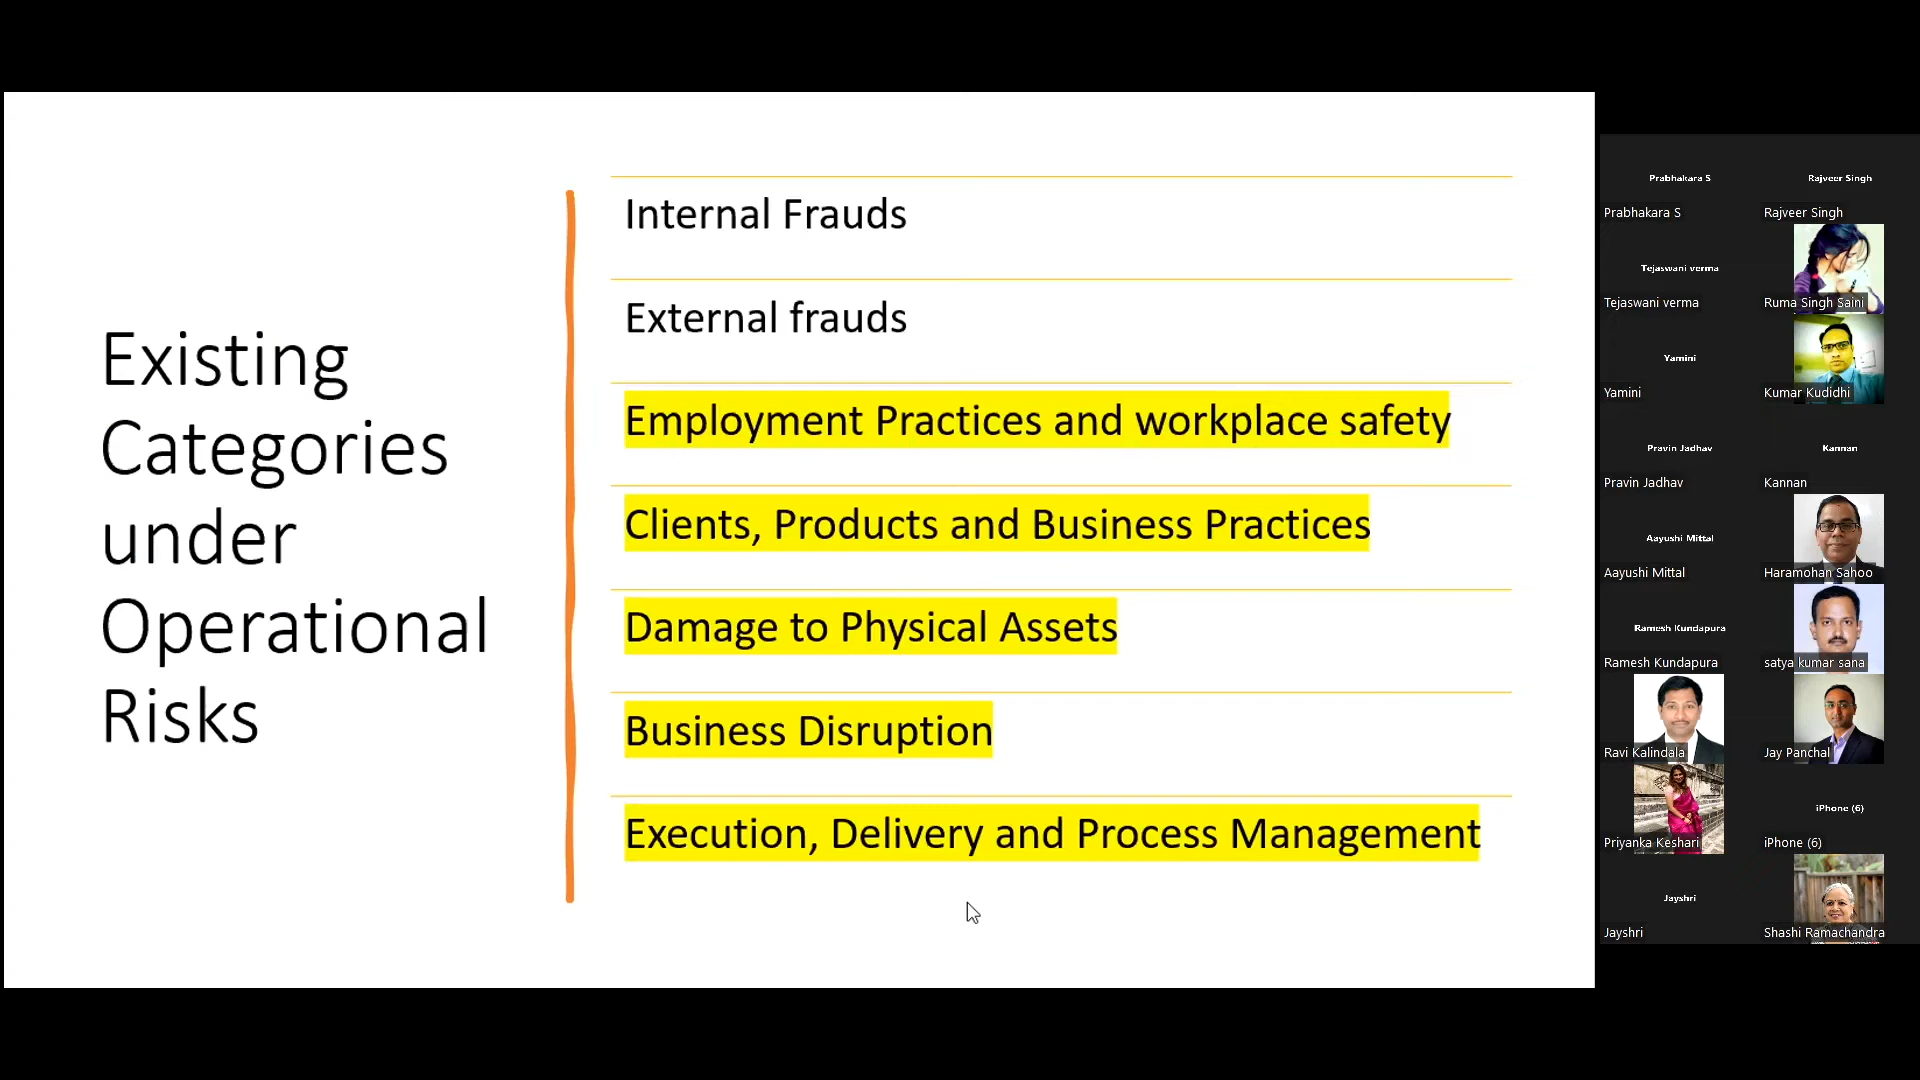 Existing
Categories
under
Operational
Risks
Internal Frauds
External frauds
Employment Practices and workplace safety
Clients, Products and Business Practices
Damage to Physical Assets
Business Disruption
Execution, Delivery and Process Management
Prabhakara S
Prabhakara S
Rajveer Singh
Rajveer Singh
Tejaswani verma
Tejaswani verma
Ruma Singh Saini
Yamini
Yamini
Kumar Kudidhi
Pravin Jadhav
Pravin Jadhav
Kannan
Kannan
Aayushi Mittal
Aayushi Mittal
Haramohan Sahoo
Ramesh Kundapura
Ramesh Kundapura
satya kumar sana
Ravi Kalindala
Jay Panchal
Priyanka Keshari
iPhone (6)
iPhone (6)
Jayshri
Jayshri
Shashi Ramachandra